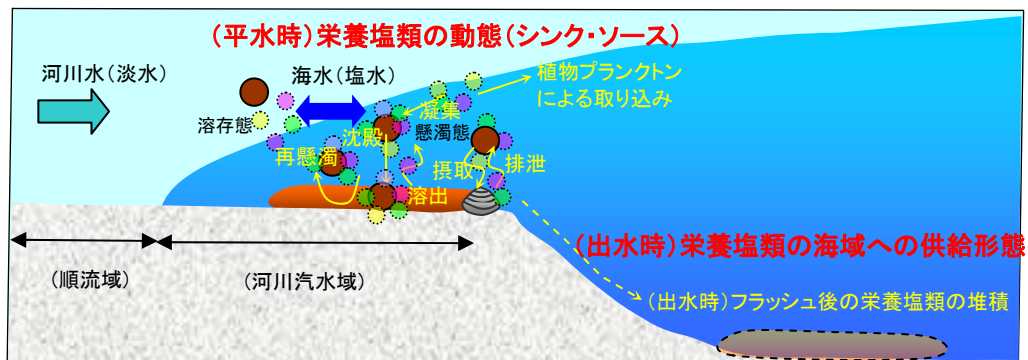 (平水時)栄養塩類の動態(シンク・ソース)
河川水(淡水)
海水(塩水)
植物プランクトン
による取り込み
溶存態
凝集
沈殿
懸濁態
再懸濁
摂取
排泄
溶出
(出水時)栄養塩類の海域への供給形態
(順流域)
(河川汽水域)
(出水時)フラッシュ後の栄養塩類の堆積